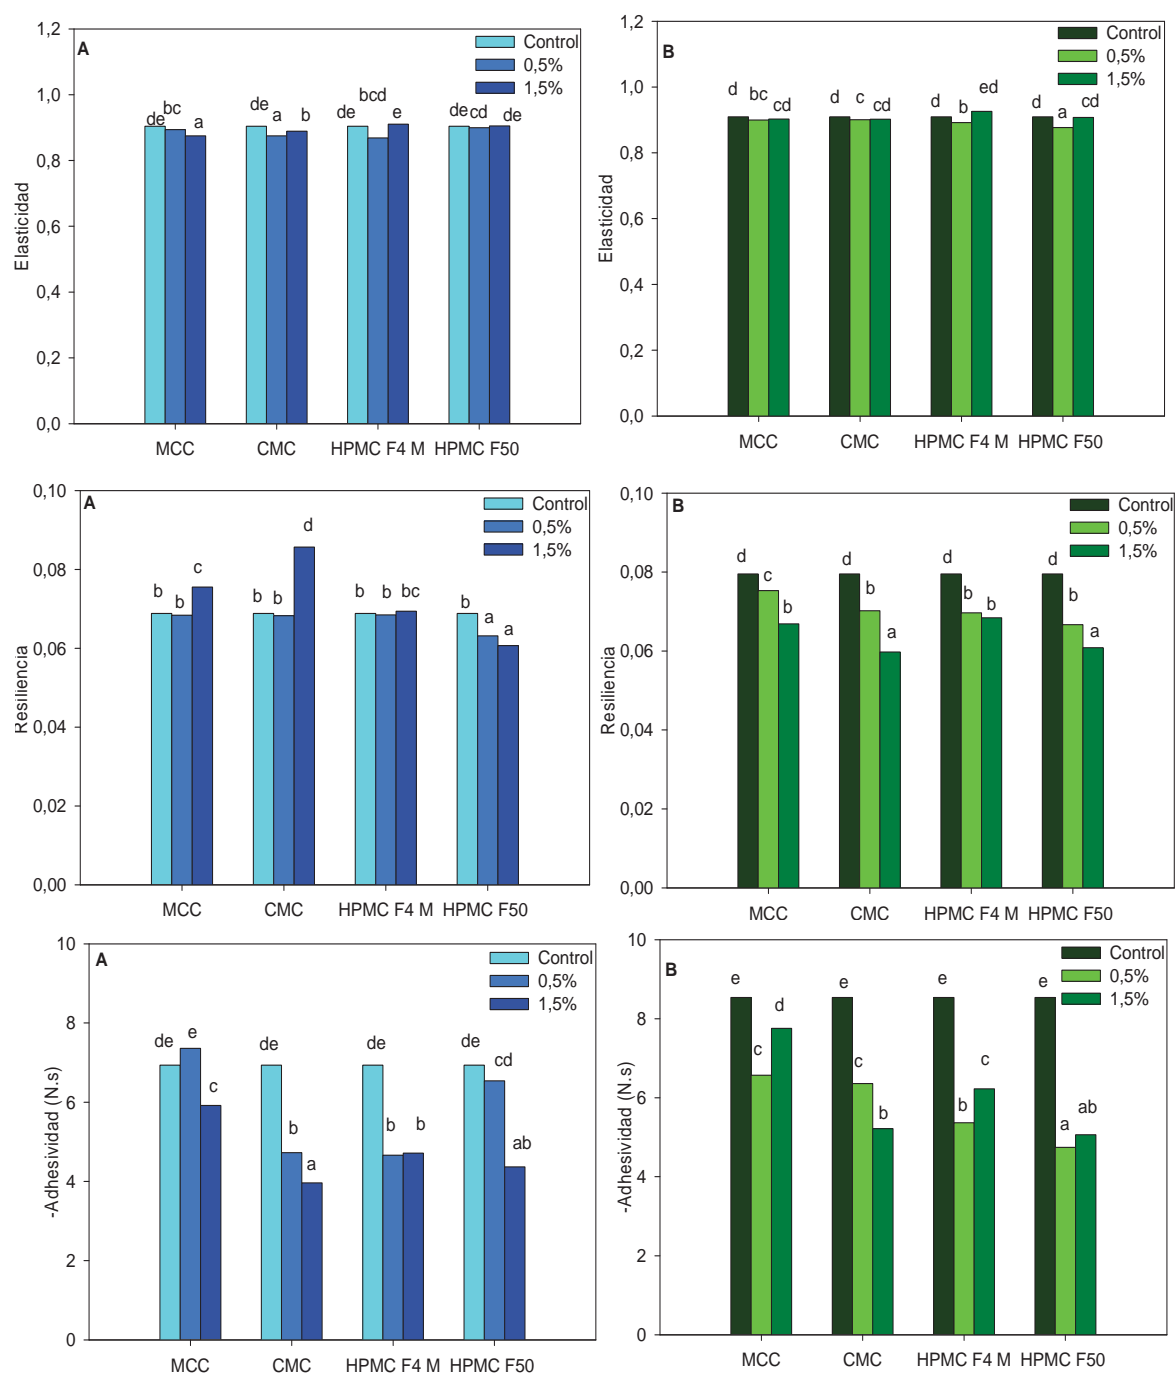 1,2
1,0
0,8
0,6
0,4
0,2
0,0
Elasticidad
A
Control
0,5%
1,5%
de bc a
de a b
de bcd e
de cd de
MCC CMC HPMC F4 M HPMC F50
1,2
1,0
0,8
0,6
0,4
0,2
0,0
Elasticidad
B
Control
0,5%
1,5%
d bc cd
d c cd
d b ed
d a cd
MCC CMC HPMC F4 M HPMC F50
0,10
0,08
0,06
0,04
0,02
0,00
Resiliencia
A
Control
0,5%
1,5%
b b c
b b d
b b bc
b a a
MCC CMC HPMC F4 M HPMC F50
0,10
0,08
0,06
0,04
0,02
0,00
Resiliencia
B
Control
0,5%
1,5%
d c b
d b a
d b b
d b a
MCC CMC HPMC F4 M HPMC F50
10
8
6
4
2
0
-Adhesividad (N.s)
A
Control
0,5%
1,5%
de e c
de b a
de b b
de cd ab
MCC CMC HPMC F4 M HPMC F50
10
8
6
4
2
0
-Adhesividad (N.s)
B
Control
0,5%
1,5%
e c d
e c b
e b c
e a ab
MCC CMC HPMC F4 M HPMC F50